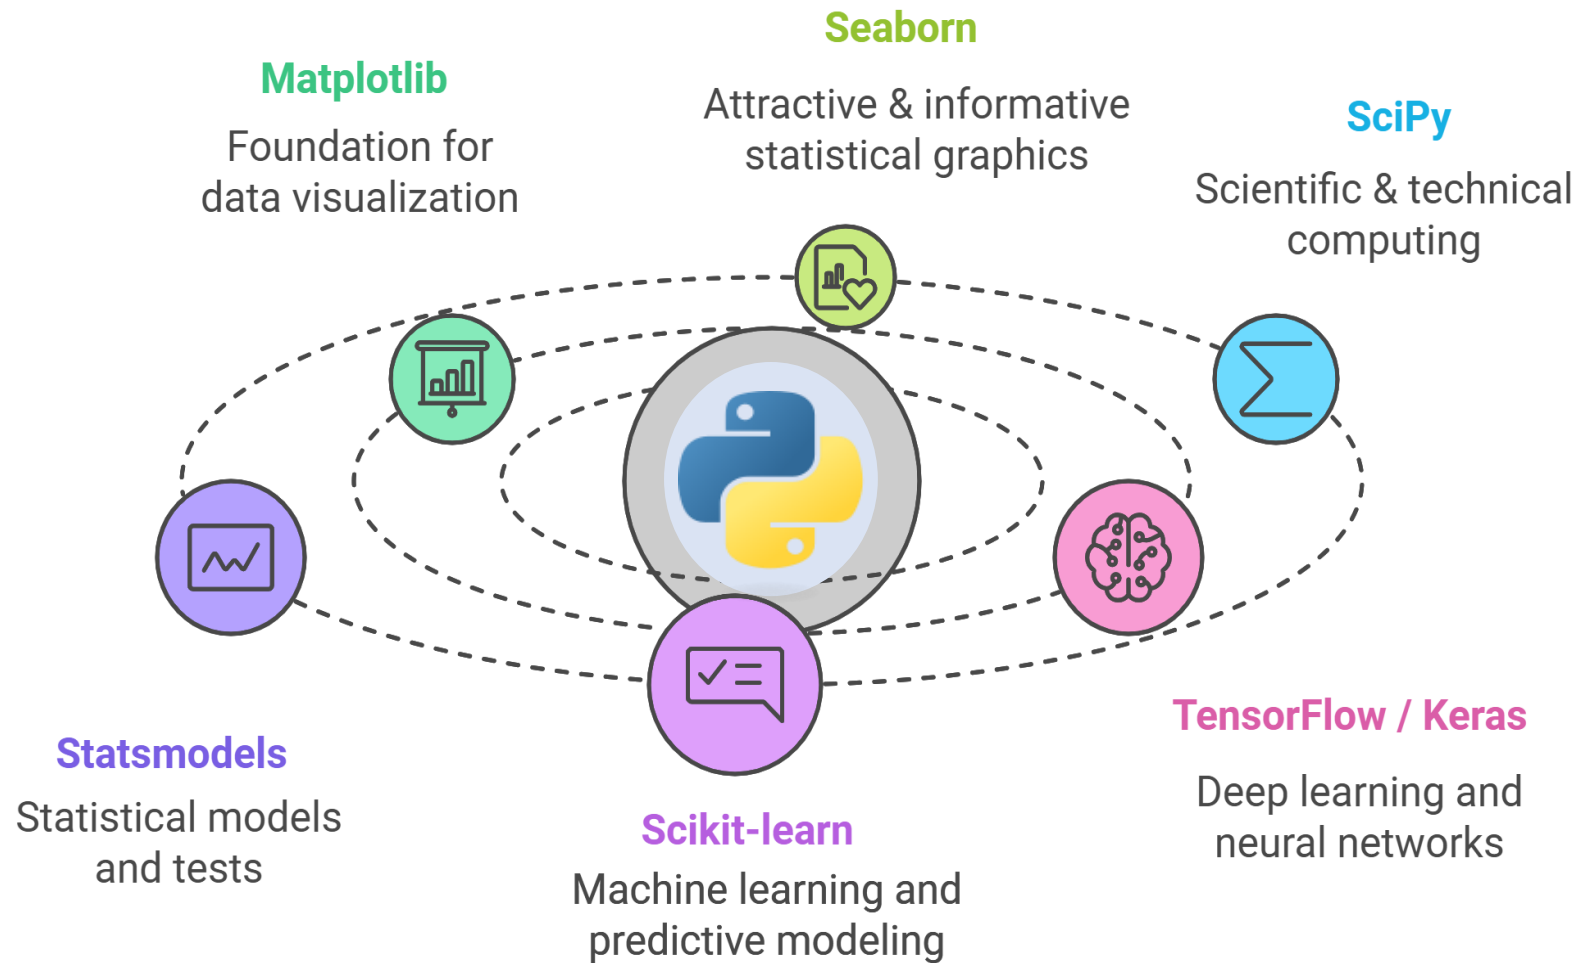 Seaborn
Attractive & informative
statistical graphics
Matplotlib
Foundation for
data visualization
SciPy
Scientific & technical
computing
Statsmodels
Statistical models
and tests
Scikit-learn
Machine learning and
predictive modeling
TensorFlow / Keras
Deep learning and
neural networks